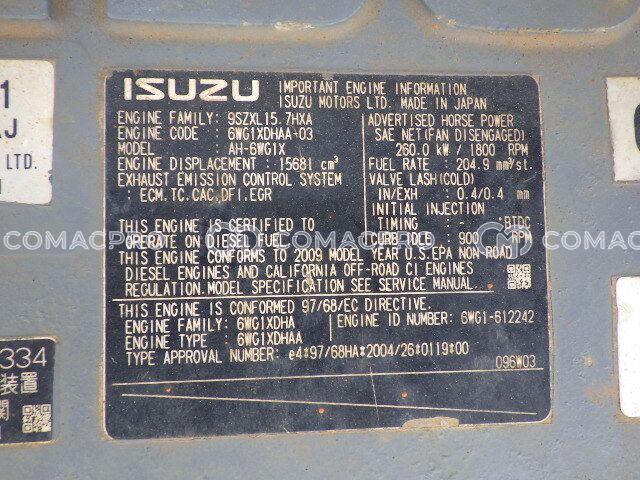 ISUZU IMPORTANT ENGINE INFORMATION
ISUZU MOTORS LTD. MADE IN JAPAN
ENGINE FAMILY: 9SZXL15.7HXA
ENGINE CODE : 6WG1XDHAA-03
MODEL: AH-6WG1X
ENGINE DISPLACEMENT : 15681 cm³
EXHAUST EMISSION CONTROL SYSTEM
: ECM,TC,CAC,DFI,EGR
ADVERTISED HORSE POWER
SAE NET(FAN DISENGAGED)
260.0 kW / 1800 RPM
FUEL RATE : 204.9 mm³/st.
VALVE LASH(COLD)
IN/EXH : 0.4/0.4 mm
INITIAL INJECTION
TIMING : °BTDC
CURB IDLE : 900 RPM
THIS ENGINE IS CERTIFIED TO
OPERATE ON DIESEL FUEL
THIS ENGINE CONFORMS TO 2009 MODEL YEAR U.S.EPA NON-ROAD
DIESEL ENGINES AND CALIFORNIA OFF-ROAD CI ENGINES
REGULATION. MODEL SPECIFICATION SEE SERVICE MANUAL.
THIS ENGINE IS CONFORMED 97/68/EC DIRECTIVE.
ENGINE FAMILY: 6WG1XDHA
ENGINE ID NUMBER: 6WG1-612242
ENGINE TYPE : 6WG1XDHAA
TYPE APPROVAL NUMBER: e4*97/68HA*2004/26*0119*00
096W03
1
AJ
LTD.
334
装置
関
COMACPRO
COMACPRO
COMACPRO